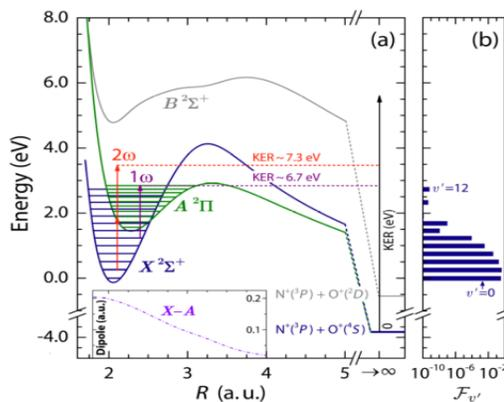 (a)
(b)
8.0
6.0
4.0
2.0
0.0
-4.0
Energy (eV)
B ²Σ⁺
2ω
1ω
KER~7.3 eV
KER~6.7 eV
A ²Π
X ²Σ⁺
KER (eV)
0
v'=12
v'=0
N⁺(³P) + O⁺(²D)
N⁺(³P) + O⁺(⁴S)
Dipole (a.u.)
X–A
0.2
0.1
2
3
4
5
→∞
R (a.u.)
10⁻¹⁰
10⁻⁶
10⁻²
ℱᵥ′